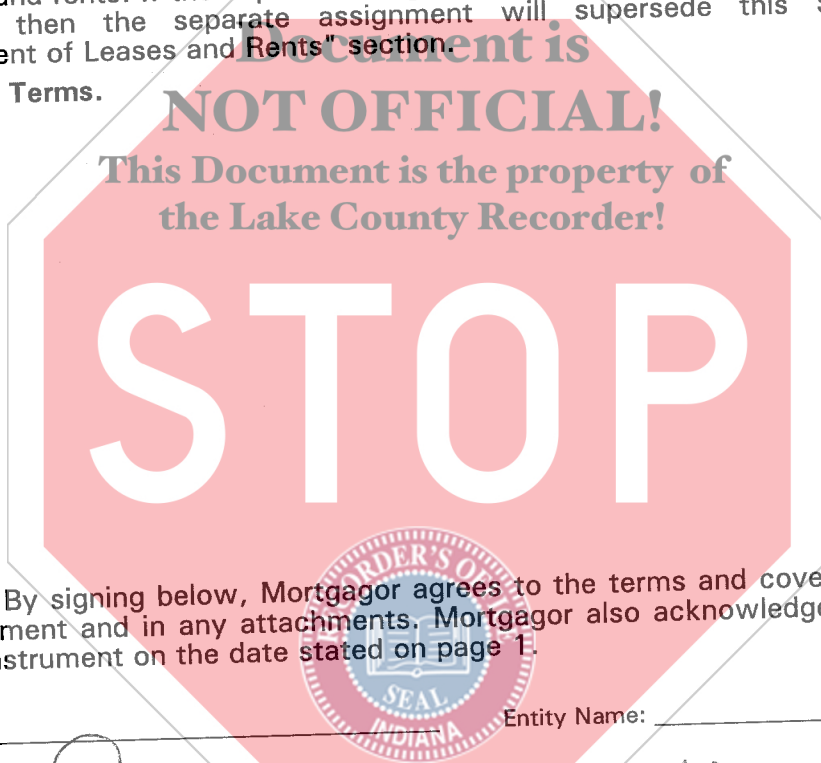 then the separate assignment will supersede this
ent of Leases and Rents" section.
Document is
Terms.
NOT OFFICIAL!
This Document is the property of
the Lake County Recorder!
STOP
RECORDER'S
By signing below, Mortgagor agrees to the terms and cove
ment and in any attachments. Mortgagor also acknowledg
nstrument on the date stated on page 1.
SEAL
INDIANA
Entity Name: